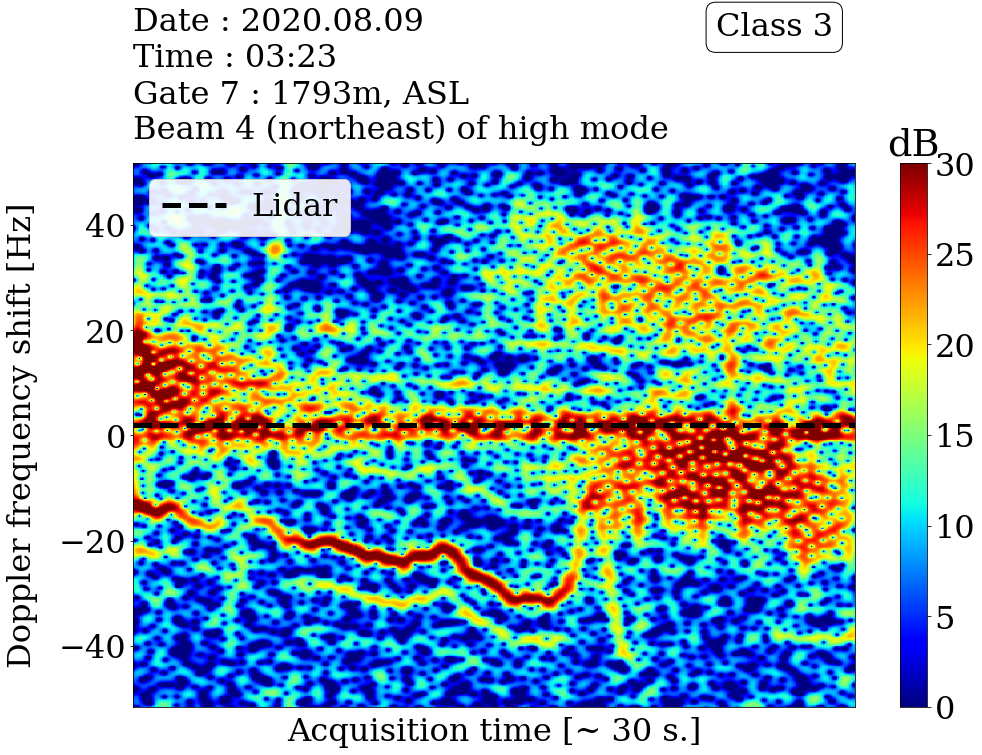 Date : 2020.08.09
Time : 03:23
Gate 7 : 1793m, ASL
Beam 4 (northeast) of high mode
Class 3
dB
Lidar
Doppler frequency shift [Hz]
40
20
0
−20
−40
Acquisition time [~ 30 s.]
30
25
20
15
10
5
0